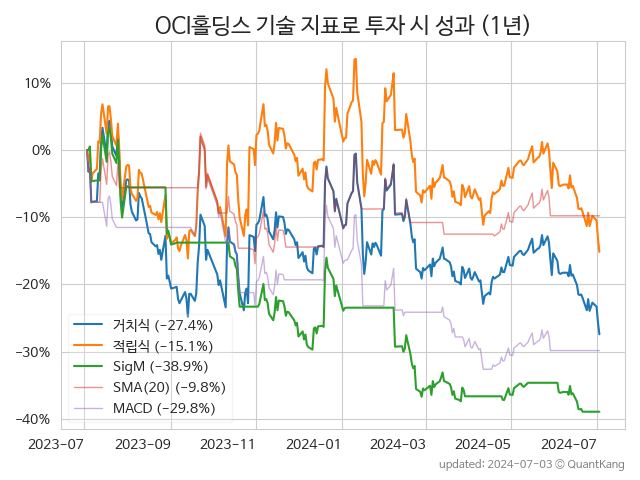 OCI홀딩스 기술 지표로 투자 시 성과 (1년)
10%
0%
−10%
−20%
−30%
−40%
거치식 (−27.4%)
적립식 (−15.1%)
SigM (−38.9%)
SMA(20) (−9.8%)
MACD (−29.8%)
2023-07 2023-09 2023-11 2024-01 2024-03 2024-05 2024-07
updated: 2024-07-03 © QuantKang